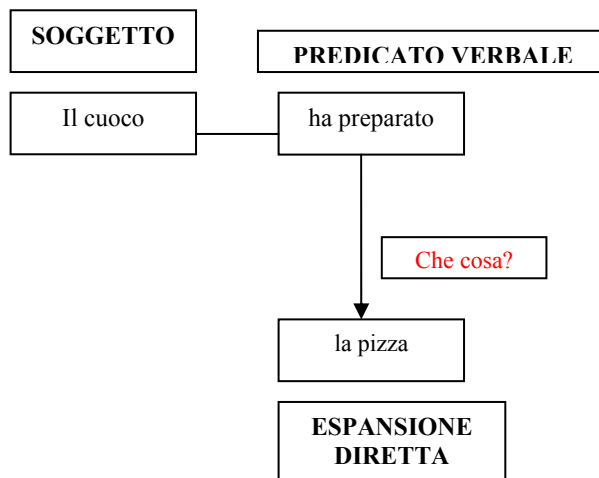 SOGGETTO
PREDICATO VERBALE
Il cuoco
ha preparato
Che cosa?
la pizza
ESPANSIONE
DIRETTA